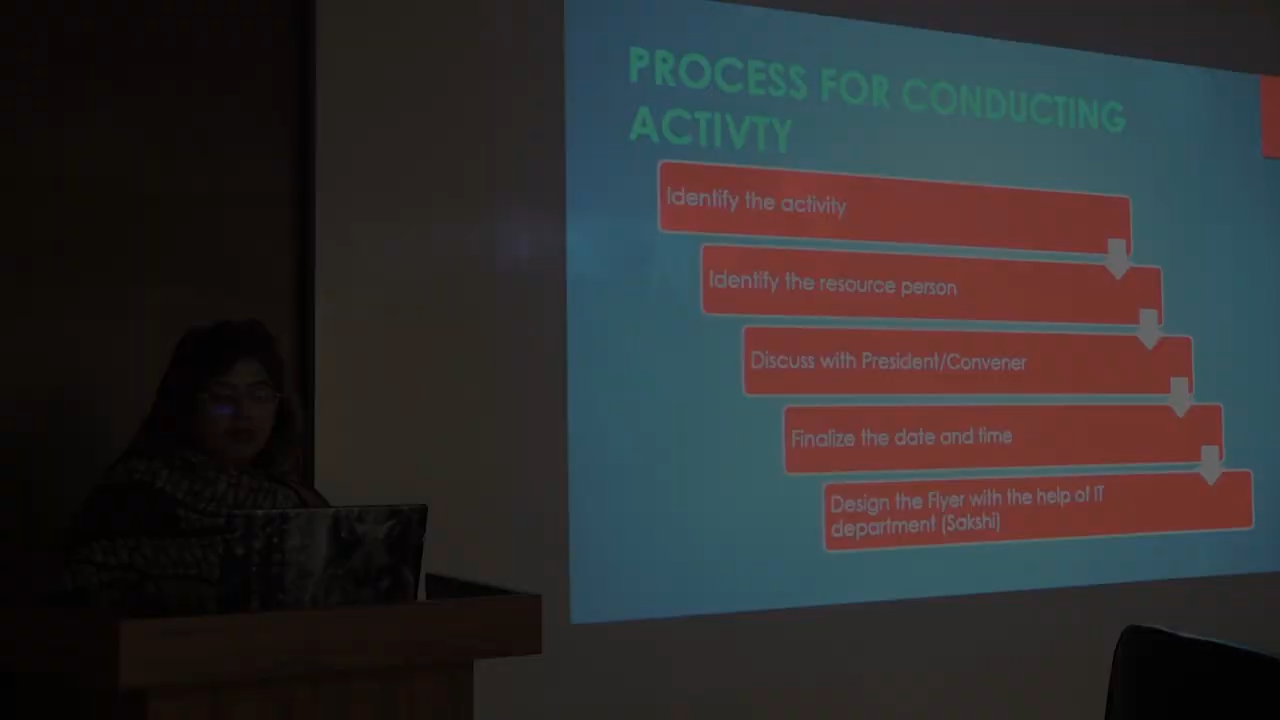 PROCESS FOR CONDUCTING
ACTIVTY
Identify the activity
Identify the resource person
Discuss with President/Convener
Finalize the date and time
Design the Flyer with the help of IT
department (Sakshi)